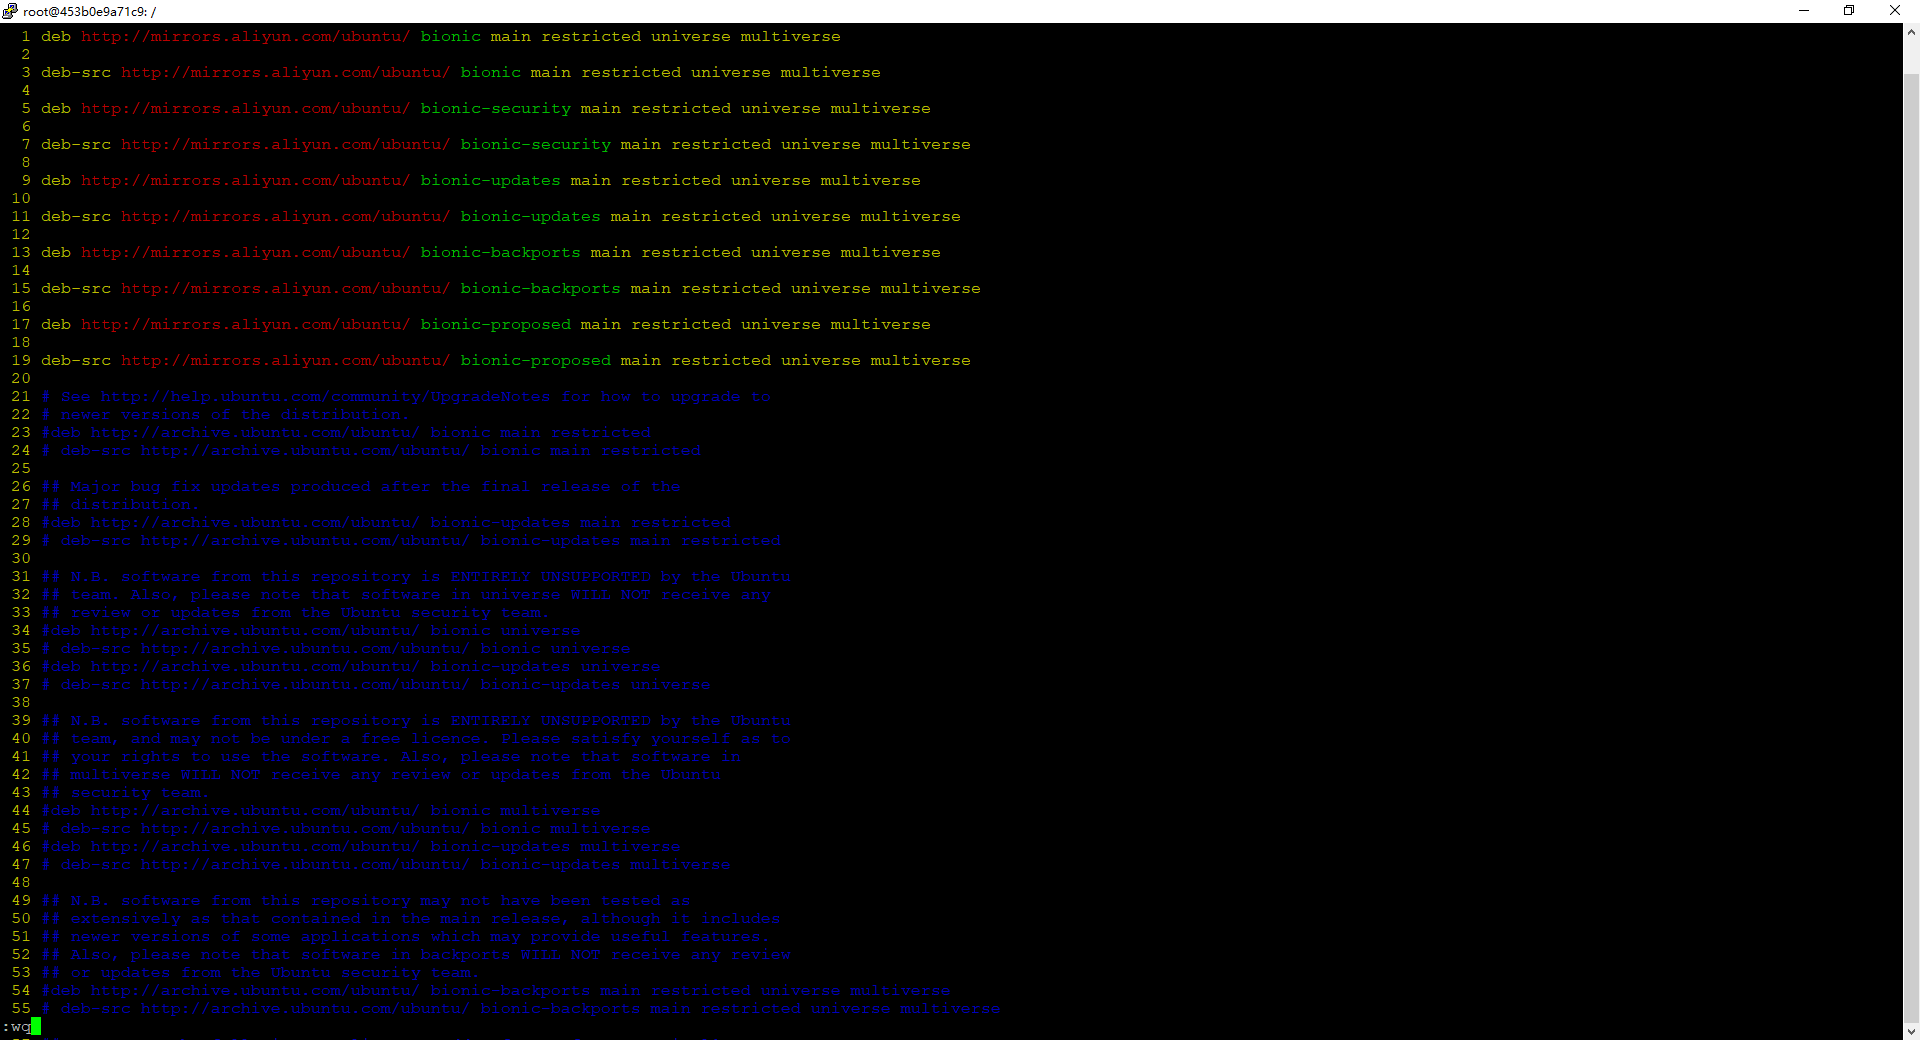 root@453b0e9a71c9: /
1 deb http://mirrors.aliyun.com/ubuntu/ bionic main restricted universe multiverse
2
3 deb-src http://mirrors.aliyun.com/ubuntu/ bionic main restricted universe multiverse
4
5 deb http://mirrors.aliyun.com/ubuntu/ bionic-security main restricted universe multiverse
6
7 deb-src http://mirrors.aliyun.com/ubuntu/ bionic-security main restricted universe multiverse
8
9 deb http://mirrors.aliyun.com/ubuntu/ bionic-updates main restricted universe multiverse
10
11 deb-src http://mirrors.aliyun.com/ubuntu/ bionic-updates main restricted universe multiverse
12
13 deb http://mirrors.aliyun.com/ubuntu/ bionic-backports main restricted universe multiverse
14
15 deb-src http://mirrors.aliyun.com/ubuntu/ bionic-backports main restricted universe multiverse
16
17 deb http://mirrors.aliyun.com/ubuntu/ bionic-proposed main restricted universe multiverse
18
19 deb-src http://mirrors.aliyun.com/ubuntu/ bionic-proposed main restricted universe multiverse
20
21 # See http://help.ubuntu.com/community/UpgradeNotes for how to upgrade to
22 # newer versions of the distribution.
23 #deb http://archive.ubuntu.com/ubuntu/ bionic main restricted
24 # deb-src http://archive.ubuntu.com/ubuntu/ bionic main restricted
25
26 ## Major bug fix updates produced after the final release of the
27 ## distribution.
28 #deb http://archive.ubuntu.com/ubuntu/ bionic-updates main restricted
29 # deb-src http://archive.ubuntu.com/ubuntu/ bionic-updates main restricted
30
31 ## N.B. software from this repository is ENTIRELY UNSUPPORTED by the Ubuntu
32 ## team. Also, please note that software in universe WILL NOT receive any
33 ## review or updates from the Ubuntu security team.
34 #deb http://archive.ubuntu.com/ubuntu/ bionic universe
35 # deb-src http://archive.ubuntu.com/ubuntu/ bionic universe
36 #deb http://archive.ubuntu.com/ubuntu/ bionic-updates universe
37 # deb-src http://archive.ubuntu.com/ubuntu/ bionic-updates universe
38
39 ## N.B. software from this repository is ENTIRELY UNSUPPORTED by the Ubuntu
40 ## team, and may not be under a free licence. Please satisfy yourself as to
41 ## your rights to use the software. Also, please note that software in
42 ## multiverse WILL NOT receive any review or updates from the Ubuntu
43 ## security team.
44 #deb http://archive.ubuntu.com/ubuntu/ bionic multiverse
45 # deb-src http://archive.ubuntu.com/ubuntu/ bionic multiverse
46 #deb http://archive.ubuntu.com/ubuntu/ bionic-updates multiverse
47 # deb-src http://archive.ubuntu.com/ubuntu/ bionic-updates multiverse
48
49 ## N.B. software from this repository may not have been tested as
50 ## extensively as that contained in the main release, although it includes
51 ## newer versions of some applications which may provide useful features.
52 ## Also, please note that software in backports WILL NOT receive any review
53 ## or updates from the Ubuntu security team.
54 #deb http://archive.ubuntu.com/ubuntu/ bionic-backports main restricted universe multiverse
55 # deb-src http://archive.ubuntu.com/ubuntu/ bionic-backports main restricted universe multiverse
:wq